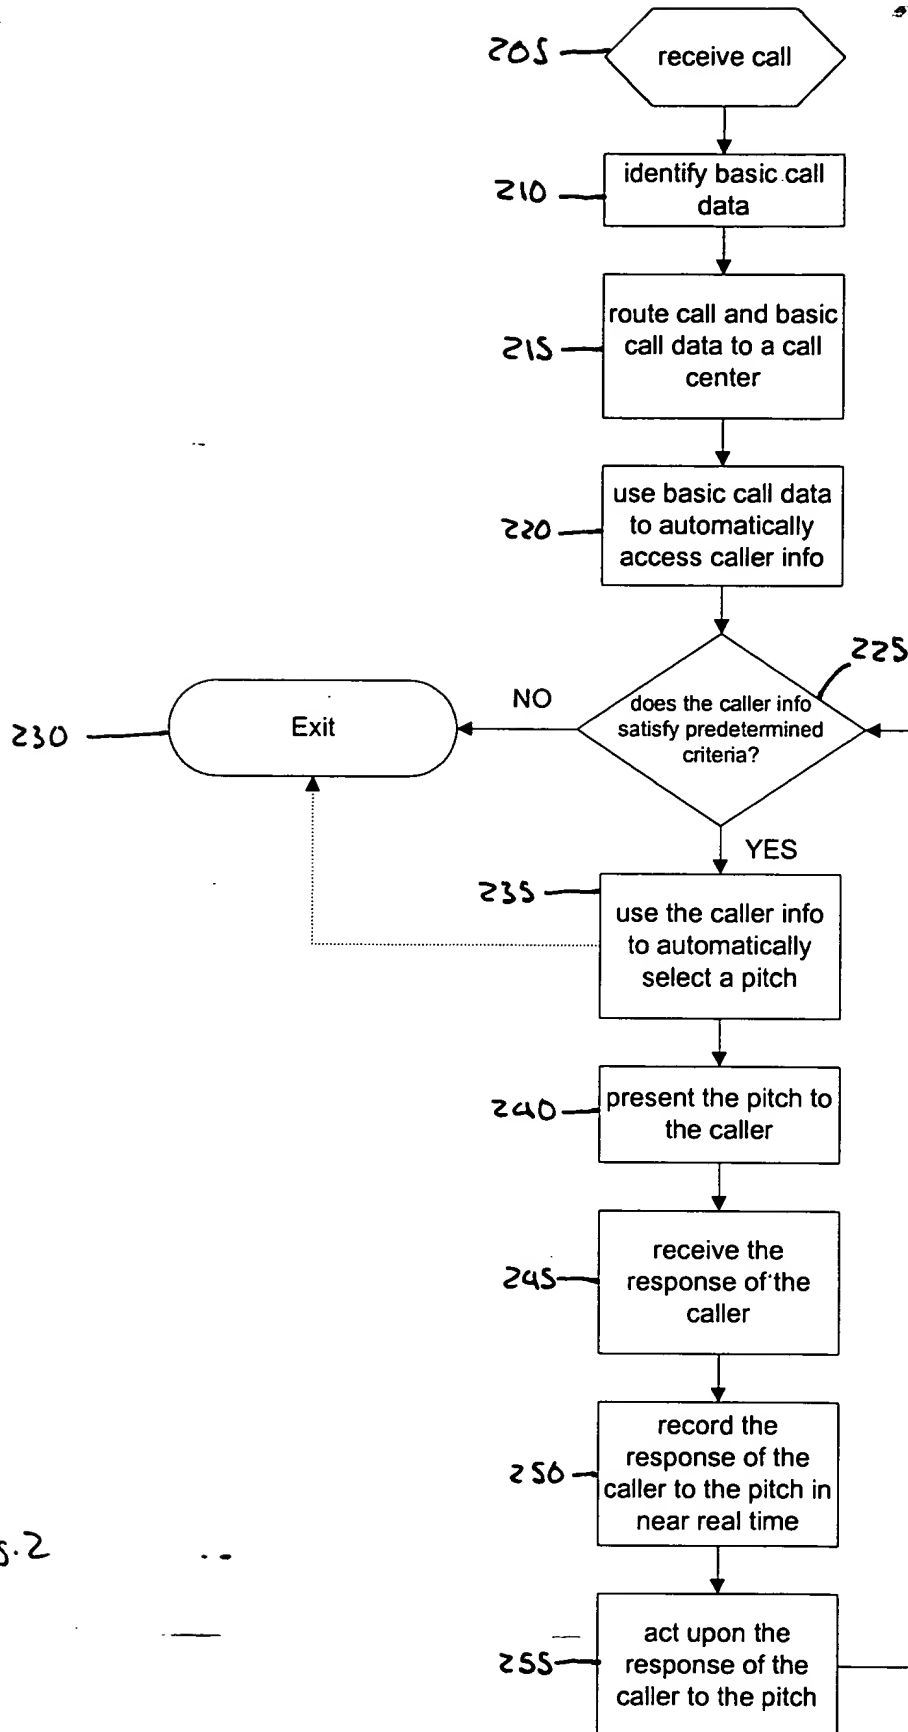 205
receive call
210
identify basic call
data
215
route call and basic
call data to a call
center
220
use basic call data
to automatically
access caller info
225
does the caller info
satisfy predetermined
criteria?
NO
230
Exit
YES
235
use the caller info
to automatically
select a pitch
240
present the pitch to
the caller
245
receive the
response of the
caller
250
record the
response of the
caller to the pitch in
near real time
g.2
255
act upon the
response of the
caller to the pitch